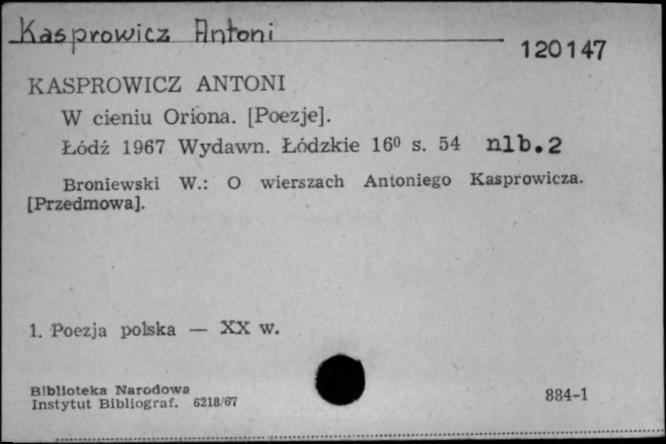 Kasprowicz Antoni
120147
KASPROWICZ ANTONI
W cieniu Oriona. [Poezje].
Łódź 1967 Wydawn. Łódzkie 16⁰ s. 54 nlb.2
Broniewski W.: O wierszach Antoniego Kasprowicza.
[Przedmowa].
1. Poezja polska — XX w.
Biblioteka Narodowa
Instytut Bibliograf. 6218/67
884-1